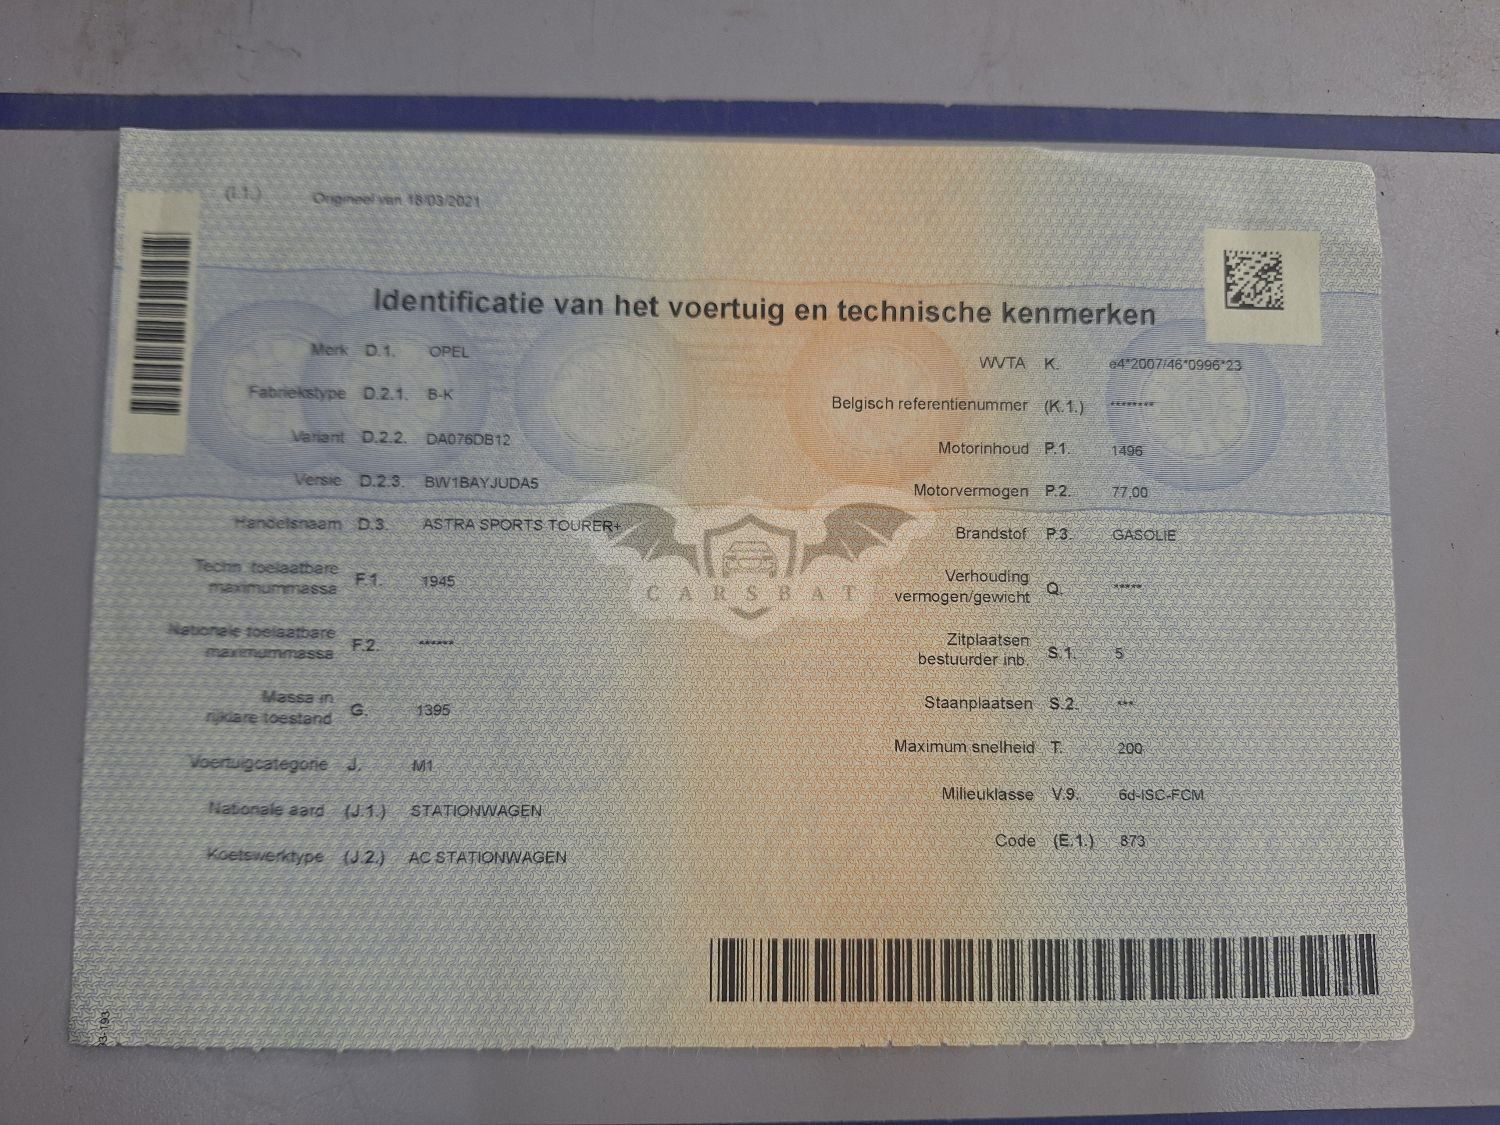 (I.1.) Origineel van 18/03/2021
Identificatie van het voertuig en technische kenmerken
Merk D.1. OPEL
Fabriekstype D.2.1. B-K
Variant D.2.2. DA076DB12
Versie D.2.3. BW1BAYJUDA5
Handelsnaam D.3. ASTRA SPORTS TOURER+
Techn. toelaatbare
maximummassa F.1. 1945
Nationale toelaatbare
maximummassa F.2. ******
Massa in
rijklare toestand G. 1395
Voertuigcategorie J. M1
Nationale aard (J.1.) STATIONWAGEN
Koetswerktype (J.2.) AC STATIONWAGEN
WVTA K. e4*2007/46*0996*23
Belgisch referentienummer (K.1.) ********
Motorinhoud P.1. 1496
Motorvermogen P.2. 77,00
Brandstof P.3. GASOLIE
Verhouding
vermogen/gewicht Q. *****
Zitplaatsen
bestuurder inb. S.1. 5
Staanplaatsen S.2. ***
Maximum snelheid T. 200
Milieuklasse V.9. 6d-ISC-FCM
Code (E.1.) 873
CARSBAT